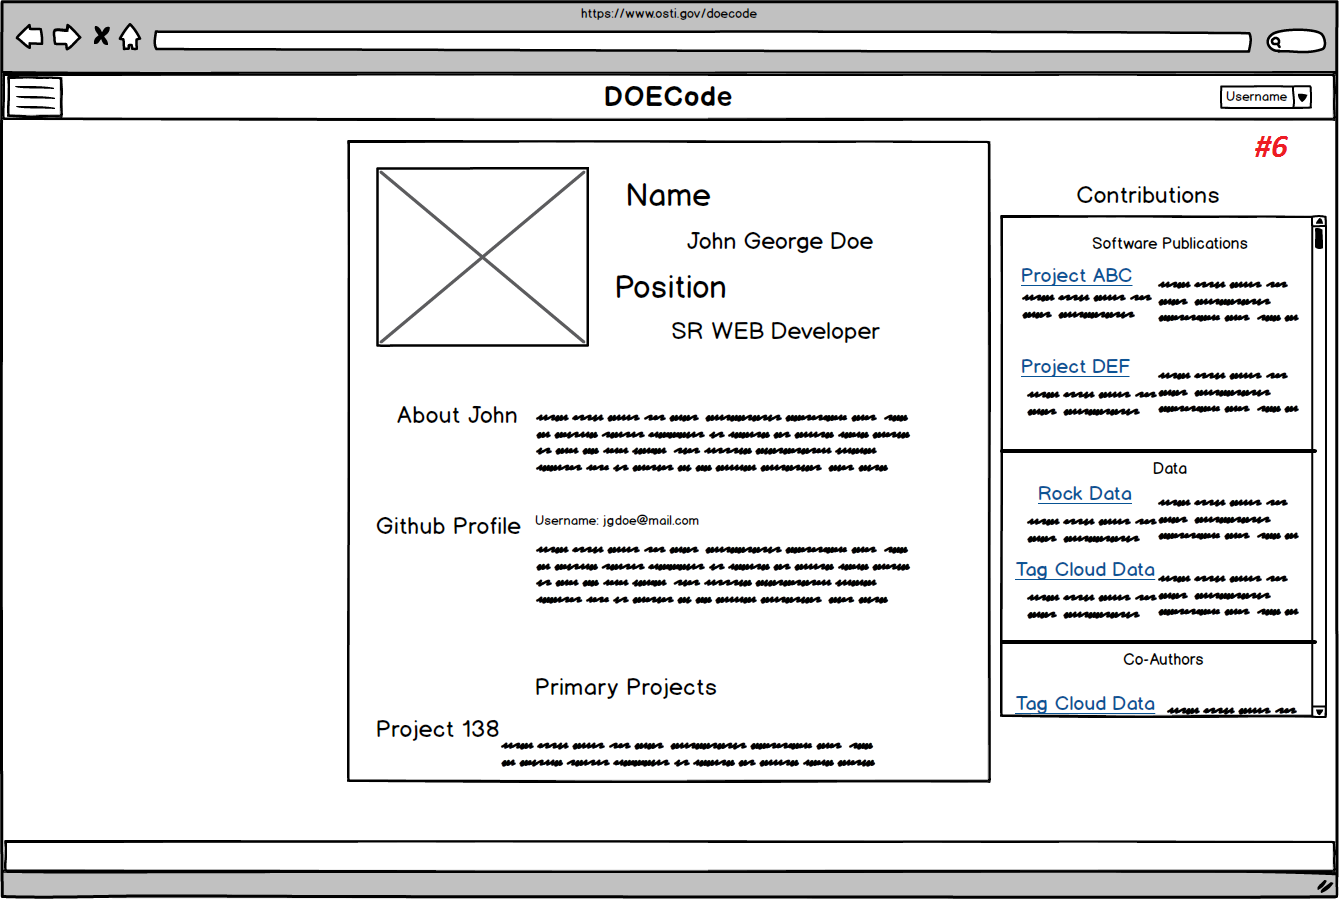 https://www.osti.gov/doecode
DOECode
Username
#6
Name
John George Doe
Position
SR WEB Developer
About John
Github Profile
Username: jgdoe@mail.com
Primary Projects
Project 138
Contributions
Software Publications
Project ABC
Project DEF
Data
Rock Data
Tag Cloud Data
Co-Authors
Tag Cloud Data